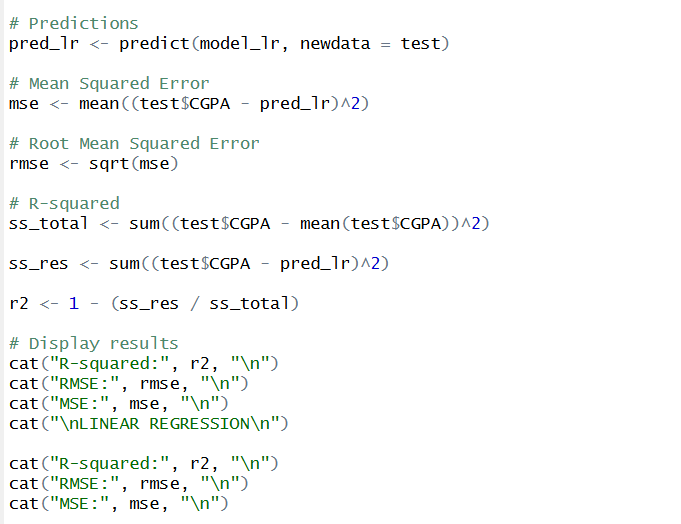 # Predictions
pred_lr <- predict(model_lr, newdata = test)
# Mean Squared Error
mse <- mean((test$CGPA - pred_lr)^2)
# Root Mean Squared Error
rmse <- sqrt(mse)
# R-squared
ss_total <- sum((test$CGPA - mean(test$CGPA))^2)
ss_res <- sum((test$CGPA - pred_lr)^2)
r2 <- 1 - (ss_res / ss_total)
# Display results
cat("R-squared:", r2, "\n")
cat("RMSE:", rmse, "\n")
cat("MSE:", mse, "\n")
cat("\nLINEAR REGRESSION\n")
cat("R-squared:", r2, "\n")
cat("RMSE:", rmse, "\n")
cat("MSE:", mse, "\n")